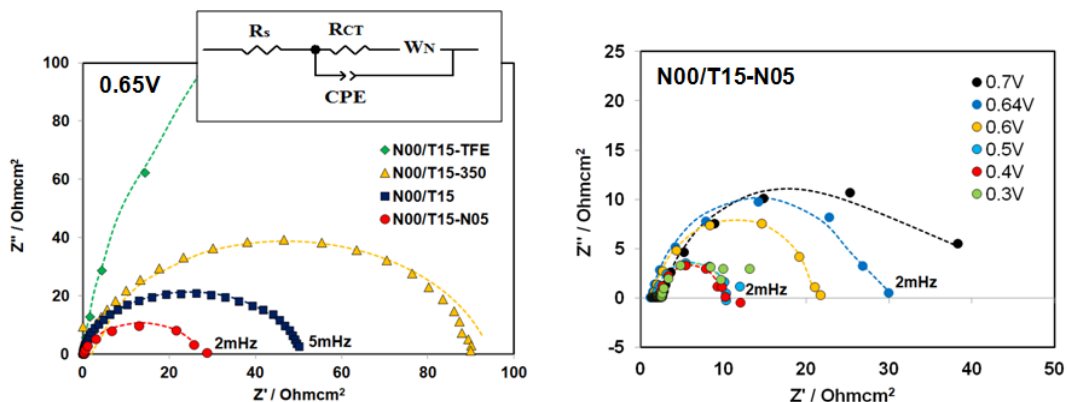 Rs
RCT
WN
CPE
0.65V
100
80
60
40
20
0
Z'' / Ohmcm²
N00/T15-TFE
N00/T15-350
N00/T15
N00/T15-N05
2mHz
5mHz
0
20
40
60
80
100
Z' / Ohmcm²
N00/T15-N05
25
20
15
10
5
0
-5
Z'' / Ohmcm²
0.7V
0.64V
0.6V
0.5V
0.4V
0.3V
2mHz
2mHz
0
10
20
30
40
50
Z' / Ohmcm²